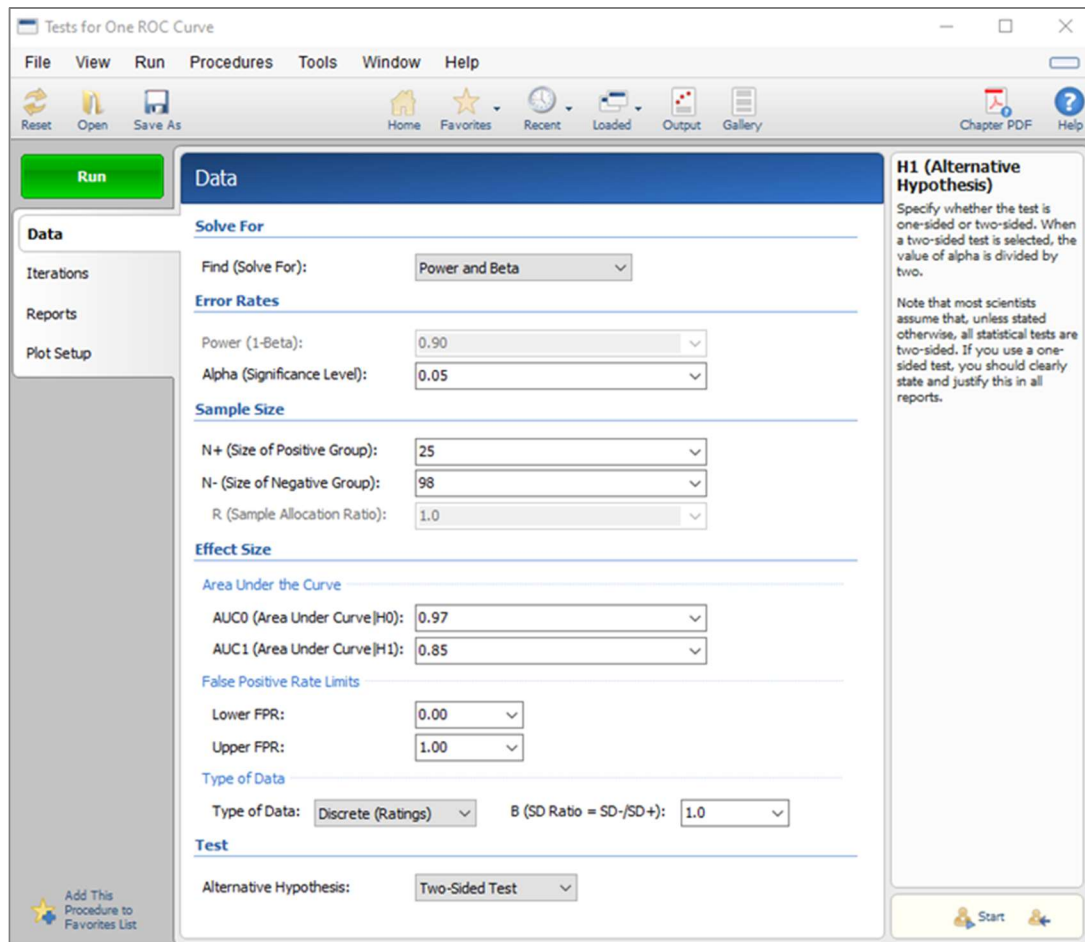 Tests for One ROC Curve
File View Run Procedures Tools Window Help
Reset Open Save As Home Favorites Recent Loaded Output Gallery Chapter PDF Help
Run
Data
Iterations
Reports
Plot Setup
Add This
Procedure to
Favorites List
Data
Solve For
Find (Solve For): Power and Beta
Error Rates
Power (1-Beta): 0.90
Alpha (Significance Level): 0.05
Sample Size
N+ (Size of Positive Group): 25
N- (Size of Negative Group): 98
R (Sample Allocation Ratio): 1.0
Effect Size
Area Under the Curve
AUC0 (Area Under Curve|H0): 0.97
AUC1 (Area Under Curve|H1): 0.85
False Positive Rate Limits
Lower FPR: 0.00
Upper FPR: 1.00
Type of Data
Type of Data: Discrete (Ratings) B (SD Ratio = SD-/SD+): 1.0
Test
Alternative Hypothesis: Two-Sided Test
H1 (Alternative
Hypothesis)
Specify whether the test is
one-sided or two-sided. When
a two-sided test is selected, the
value of alpha is divided by
two.
Note that most scientists
assume that, unless stated
otherwise, all statistical tests are
two-sided. If you use a one-
sided test, you should clearly
state and justify this in all
reports.
Start